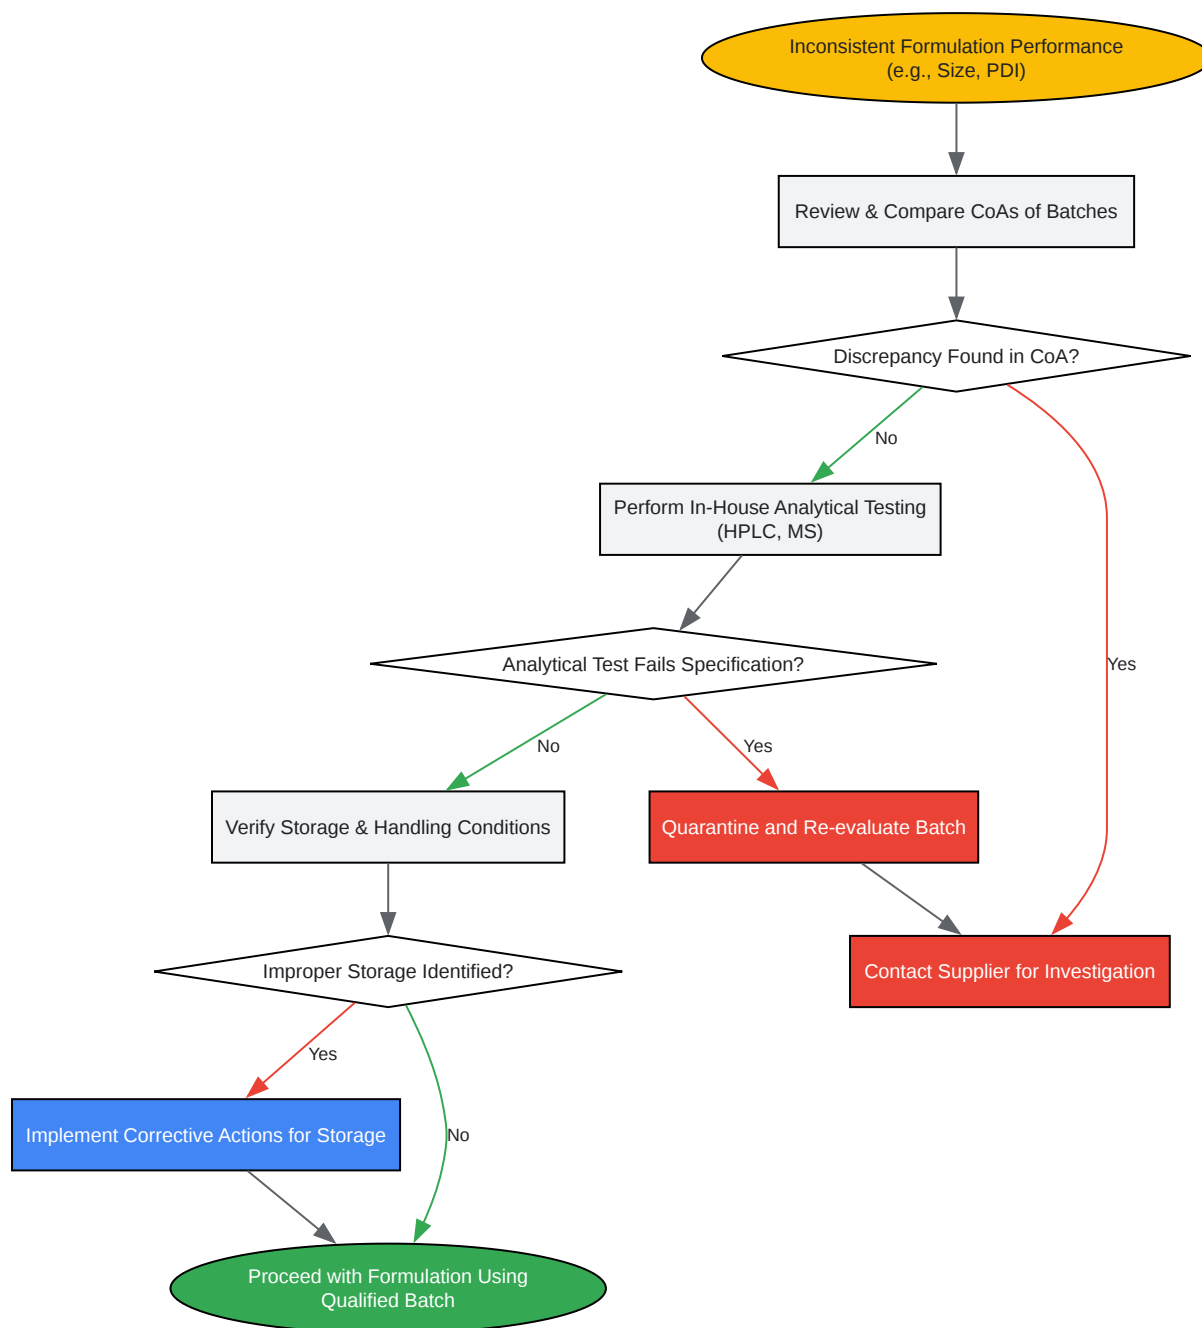 Inconsistent Formulation Performance
(e.g., Size, PDI)
Review & Compare CoAs of Batches
Discrepancy Found in CoA?
No
Perform In-House Analytical Testing
(HPLC, MS)
Analytical Test Fails Specification?
Yes
No
Yes
Verify Storage & Handling Conditions
Quarantine and Re-evaluate Batch
Improper Storage Identified?
Contact Supplier for Investigation
Yes
Implement Corrective Actions for Storage
No
Proceed with Formulation Using
Qualified Batch